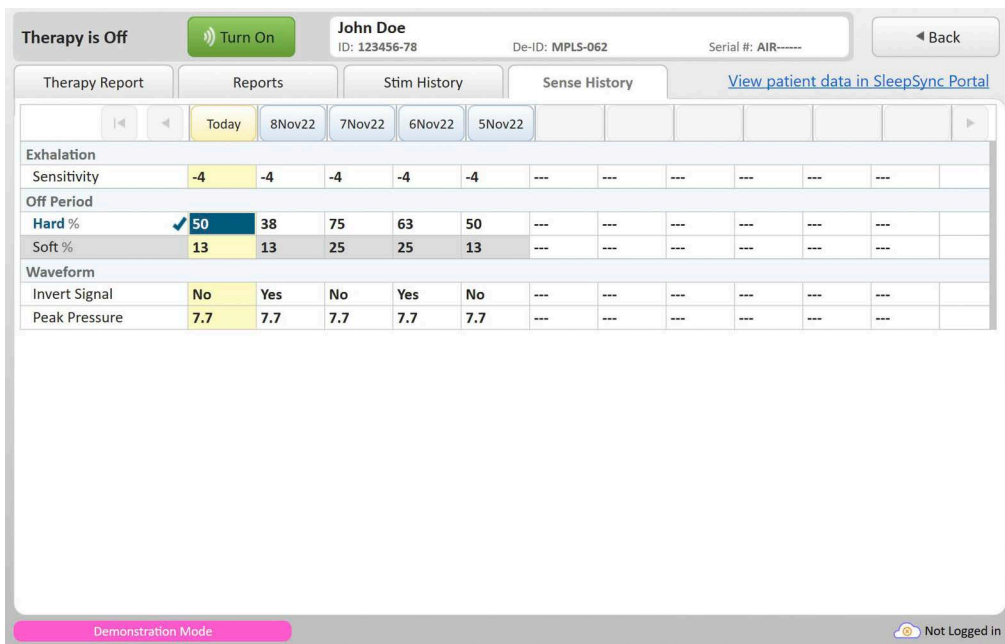 Therapy is Off
Turn On
John Doe
ID: 123456-78 De-ID: MPLS-062 Serial #: AIR------
Back
Therapy Report Reports Stim History Sense History View patient data in SleepSync Portal
Today 8Nov22 7Nov22 6Nov22 5Nov22
Exhalation
Sensitivity -4 -4 -4 -4 -4 --- --- --- --- --- ---
Off Period
Hard % 50 38 75 63 50 --- --- --- --- --- ---
Soft % 13 13 25 25 13 --- --- --- --- --- ---
Waveform
Invert Signal No Yes No Yes No --- --- --- --- --- ---
Peak Pressure 7.7 7.7 7.7 7.7 7.7 --- --- --- --- --- ---
Demonstration Mode Not Logged in